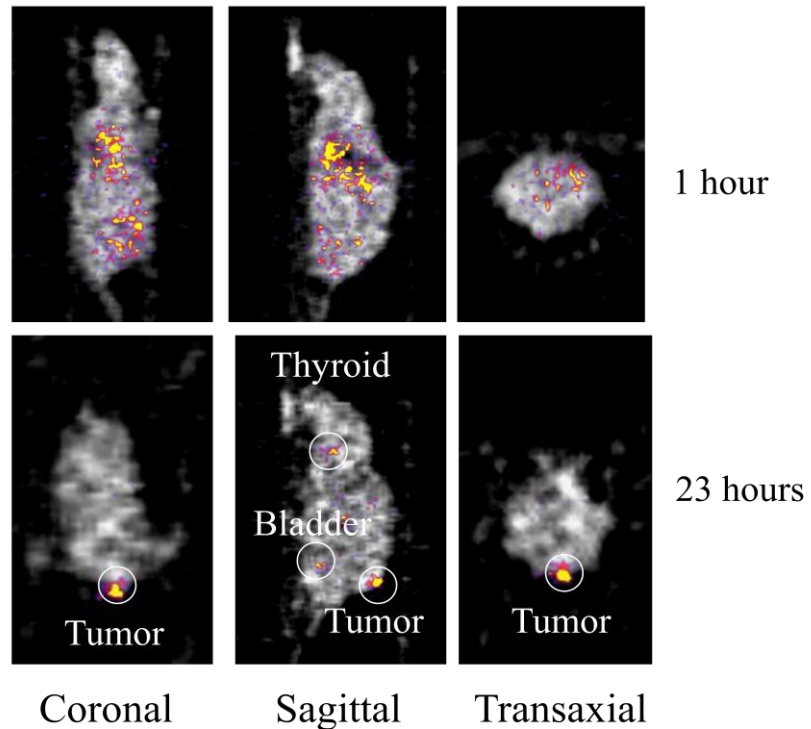 1 hour
Thyroid
Bladder
Tumor
Tumor
Tumor
23 hours
Coronal
Sagittal
Transaxial